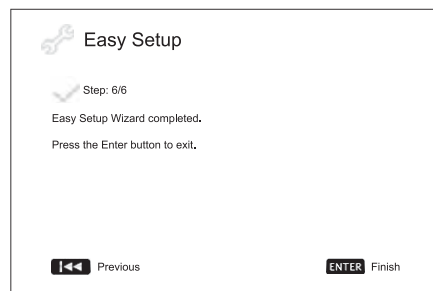 Easy Setup
Step: 6/6
Easy Setup Wizard completed.
Press the Enter button to exit.
Previous
ENTER Finish